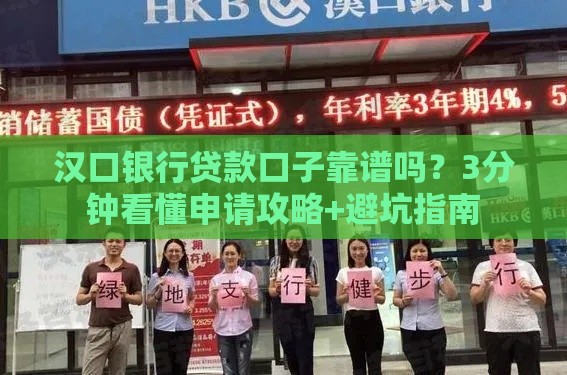 HKB 漢口銀行
销储蓄国债（凭证式），年利率3年期4%，5
汉口银行贷款口子靠谱吗？3分
钟看懂申请攻略+避坑指南
绿地支行健步行